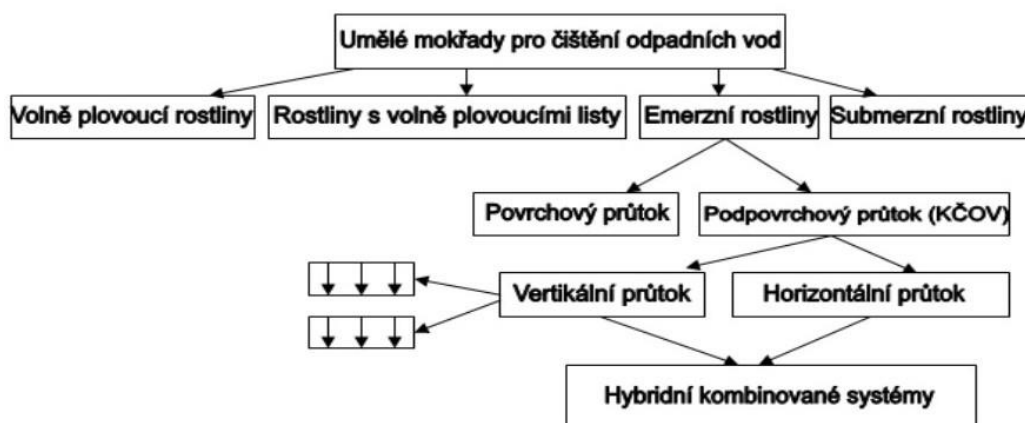 Umělé mokřady pro čištění odpadních vod
Volně plovoucí rostliny
Rostliny s volně plovoucími listy
Emerzní rostliny
Submerzní rostliny
Povrchový průtok
Podpovrchový průtok (KČOV)
Vertikální průtok
Horizontální průtok
Hybridní kombinované systémy